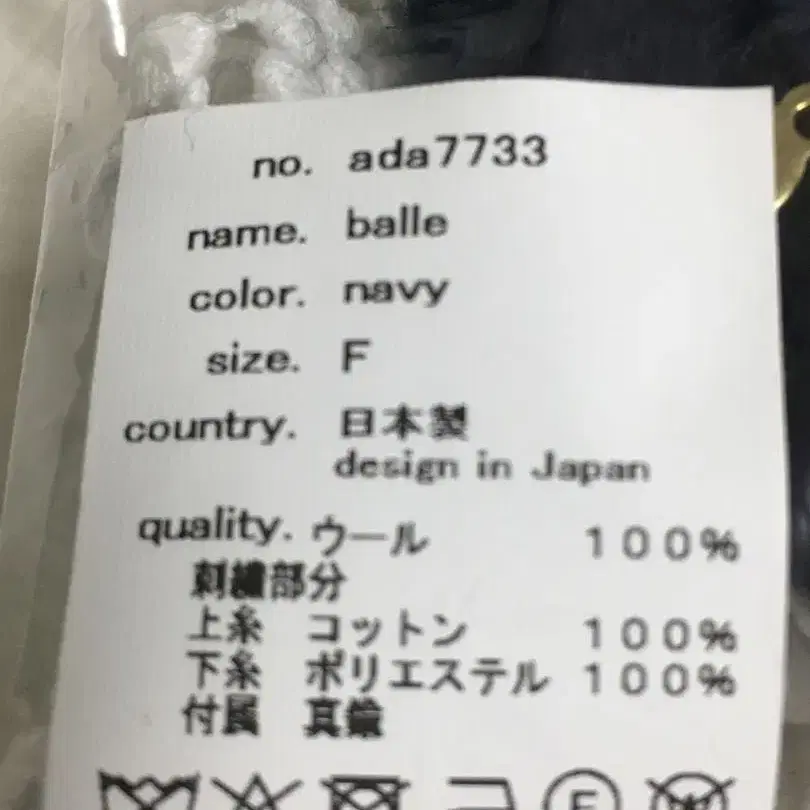 no. ada7733
name. balle
color. navy
size. F
country. 日本製
design in Japan
quality. ウール 100%
刺繍部分
上糸 コットン 100%
下糸 ポリエステル 100%
付属 真鍮
F